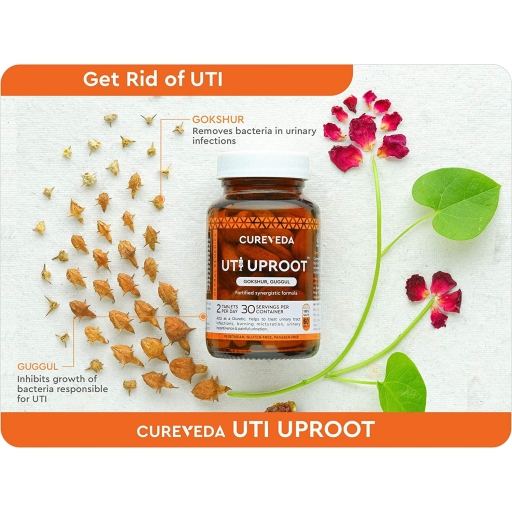 Get Rid of UTI
GOKSHUR
Removes bacteria in urinary
infections
CUREVEDA
UTI UPROOT™
GOKSHUR, GUGGUL
Fortified synergistic formula
2 TABLETS PER DAY 30 SERVINGS PER CONTAINER
GUGGUL
Inhibits growth of
bacteria responsible
for UTI
CUREVEDA UTI UPROOT